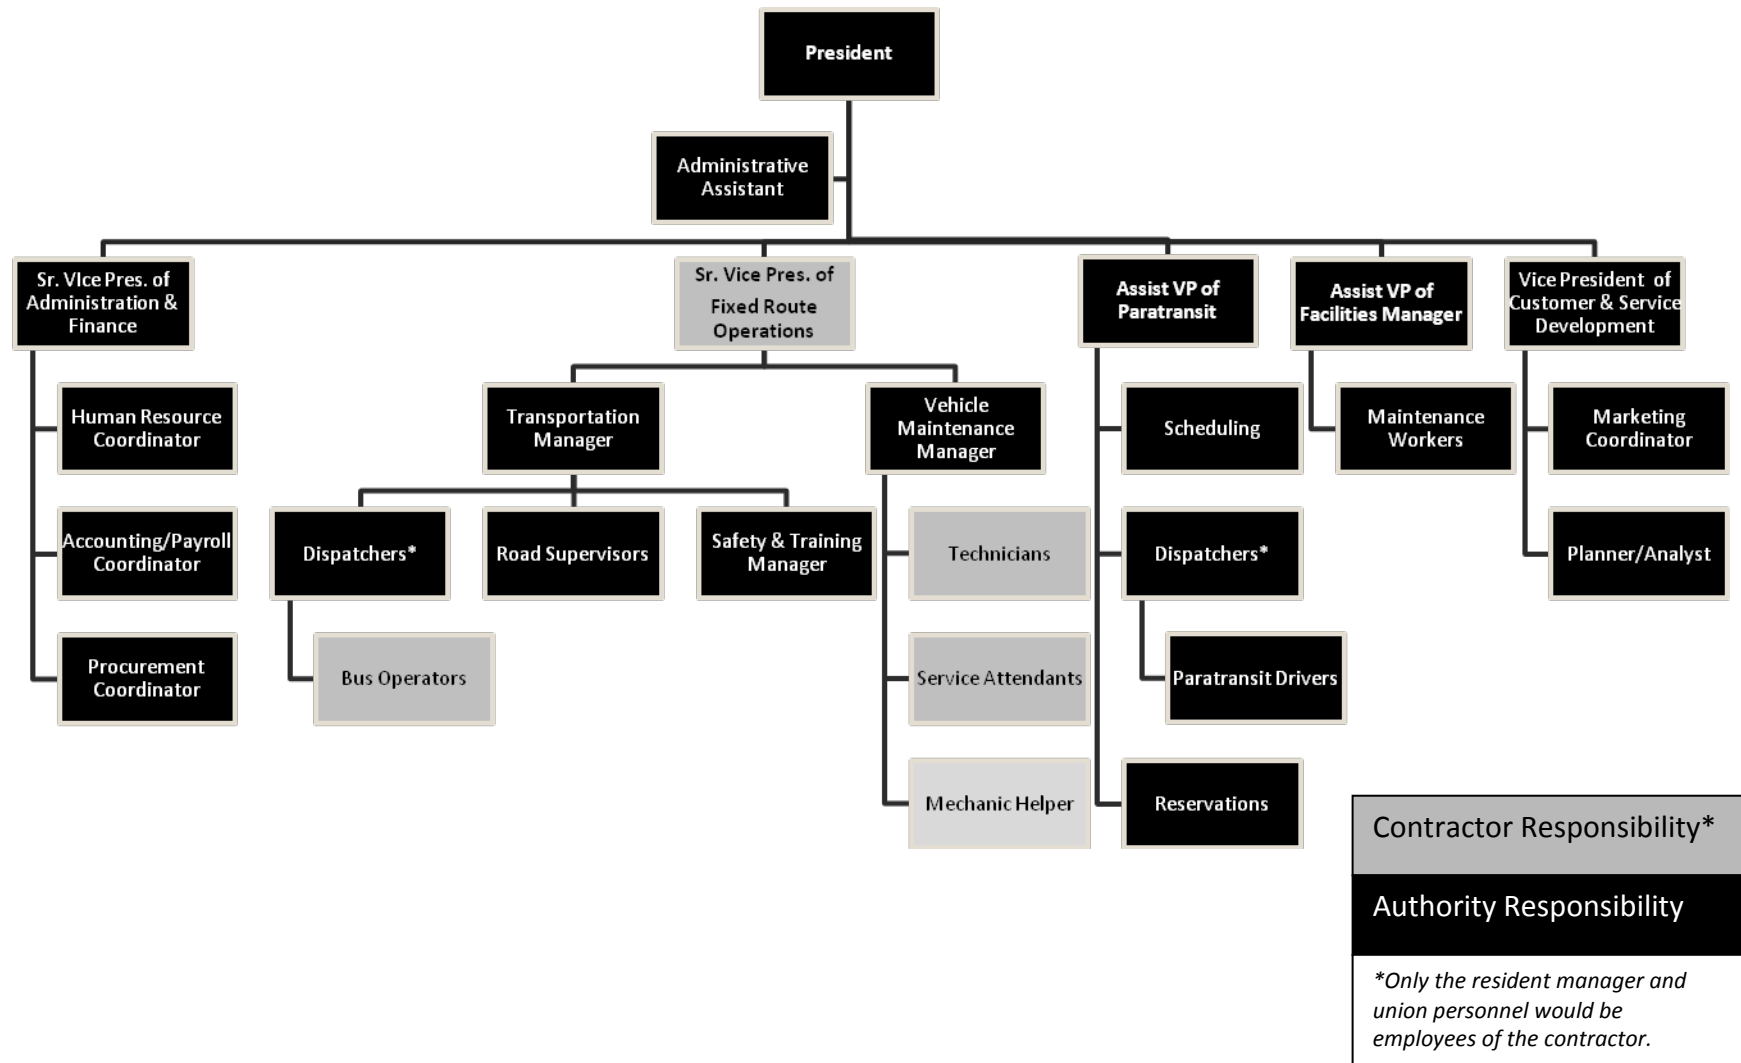 President
Administrative
Assistant
Sr. VIce Pres. of
Administration &
Finance
Sr. Vice Pres. of
Fixed Route
Operations
Assist VP of
Paratransit
Assist VP of
Facilities Manager
Vice President of
Customer & Service
Development
Human Resource
Coordinator
Transportation
Manager
Vehicle
Maintenance
Manager
Scheduling
Maintenance
Workers
Marketing
Coordinator
Accounting/Payroll
Coordinator
Dispatchers*
Road Supervisors
Safety & Training
Manager
Technicians
Dispatchers*
Planner/Analyst
Procurement
Coordinator
Bus Operators
Service Attendants
Paratransit Drivers
Mechanic Helper
Reservations
Contractor Responsibility*
Authority Responsibility
*Only the resident manager and
union personnel would be
employees of the contractor.